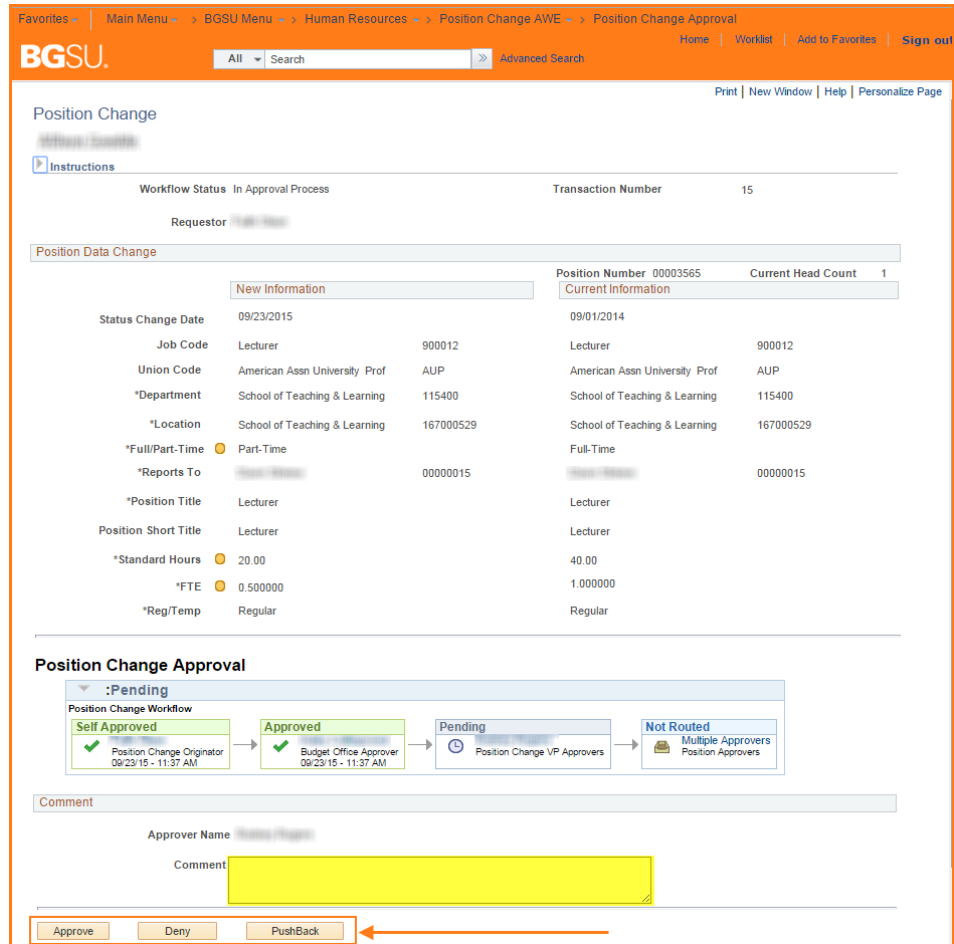 Favorites Main Menu > BGSU Menu > Human Resources > Position Change AWE > Position Change Approval
Home Worklist Add to Favorites Sign out
BGSU. All Search » Advanced Search
Print | New Window | Help | Personalize Page
Position Change
Instructions
Workflow Status In Approval Process Transaction Number 15
Requestor
Position Data Change
Position Number 00003565 Current Head Count 1
New Information Current Information
Status Change Date 09/23/2015 09/01/2014
Job Code Lecturer 900012 Lecturer 900012
Union Code American Assn University Prof AUP American Assn University Prof AUP
*Department School of Teaching & Learning 115400 School of Teaching & Learning 115400
*Location School of Teaching & Learning 167000529 School of Teaching & Learning 167000529
*Full/Part-Time Part-Time Full-Time
*Reports To 00000015 00000015
*Position Title Lecturer Lecturer
Position Short Title Lecturer Lecturer
*Standard Hours 20.00 40.00
*FTE 0.500000 1.000000
*Reg/Temp Regular Regular
Position Change Approval
:Pending
Position Change Workflow
Self Approved Approved Pending Not Routed
Multiple Approvers
Position Change Originator Budget Office Approver Position Change VP Approvers Position Approvers
09/23/15 - 11:37 AM 09/23/15 - 11:37 AM
Comment
Approver Name
Comment
Approve Deny PushBack